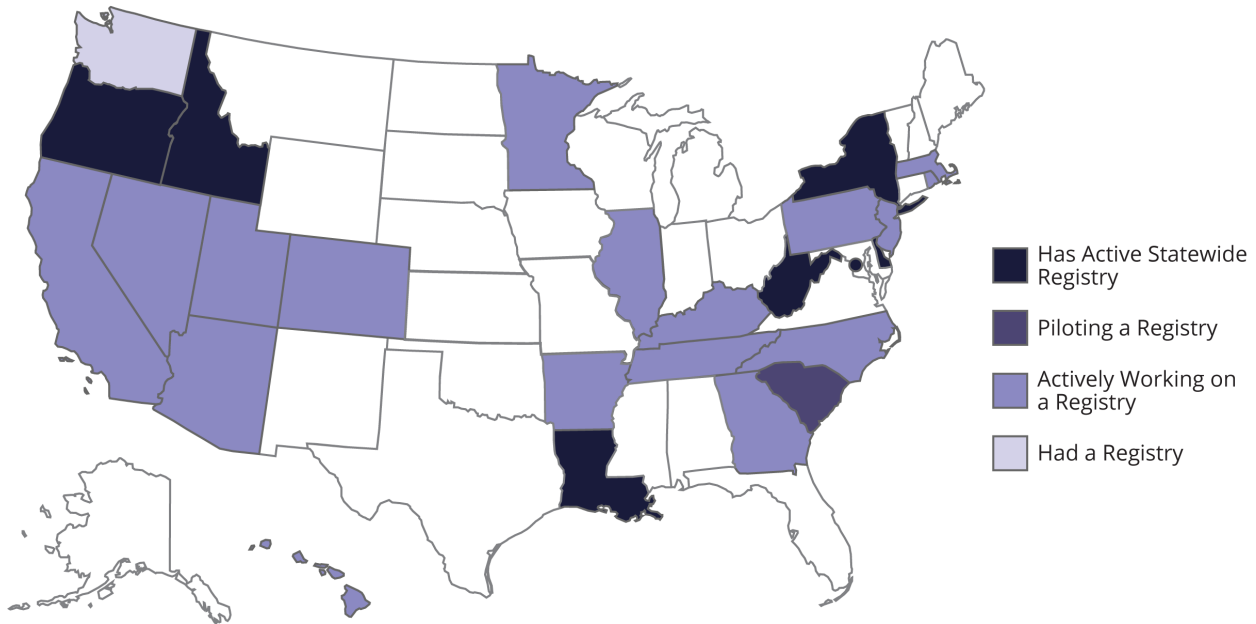 Has Active Statewide
Registry
Piloting a Registry
Actively Working on
a Registry
Had a Registry